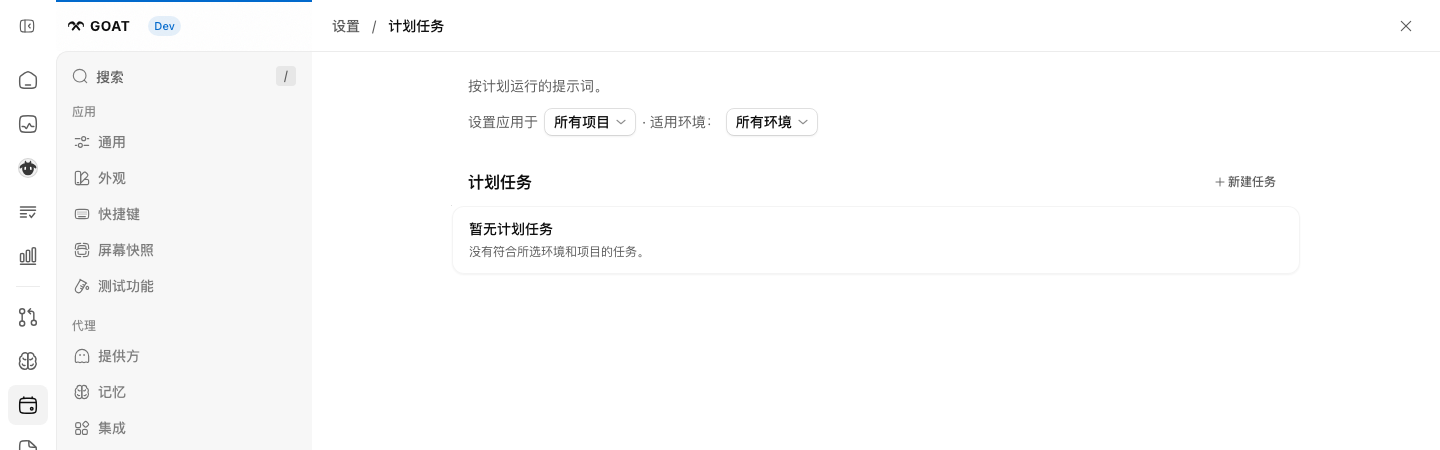 GOAT Dev
设置 / 计划任务
搜索 /
应用
通用
外观
快捷键
屏幕快照
测试功能
代理
提供方
记忆
集成
按计划运行的提示词。
设置应用于 所有项目 · 适用环境： 所有环境
计划任务
+ 新建任务
暂无计划任务
没有符合所选环境和项目的任务。